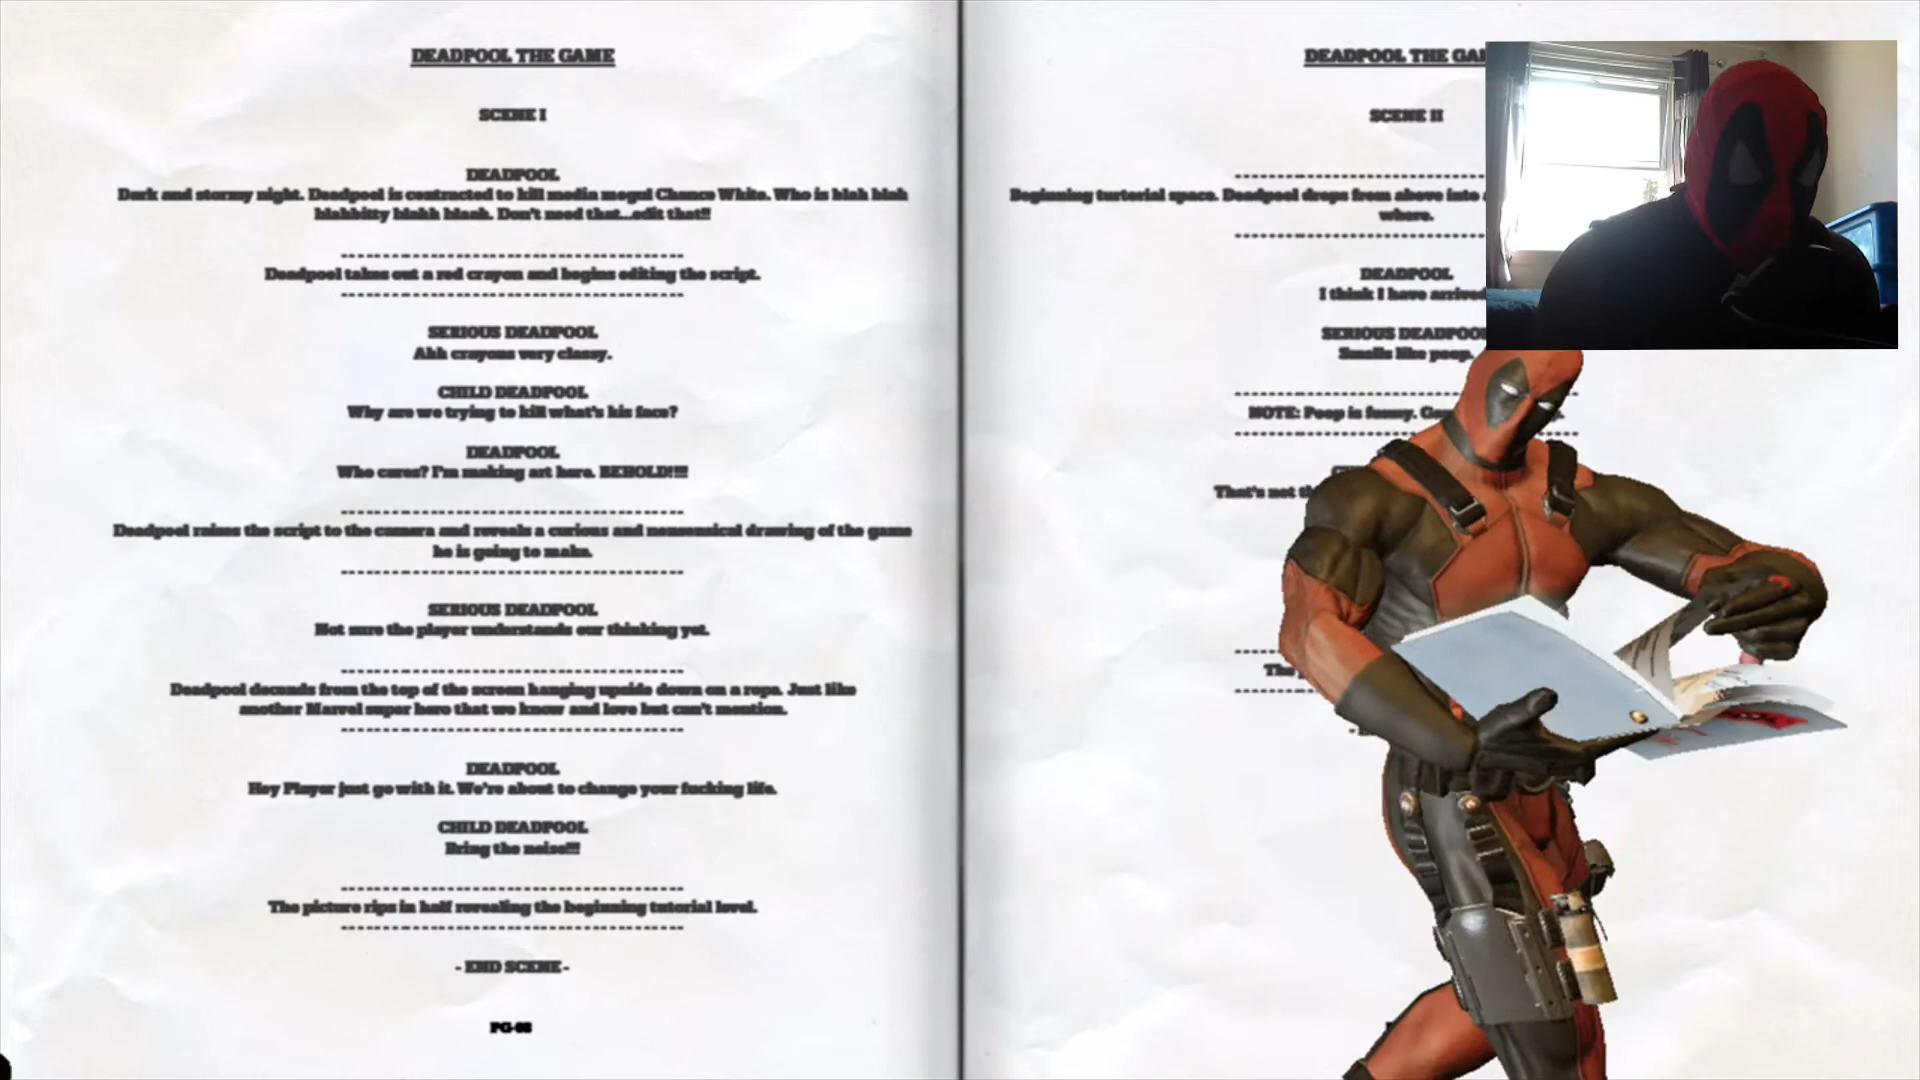 DEADPOOL THE GAME
SCENE I
DEADPOOL
Dark and stormy night. Deadpool is contracted to kill media mogul Chance White. Who is blah blah
blahbitty blahh blaah. Don't need that...edit that!!
Deadpool takes out a red crayon and begins editing the script.
SERIOUS DEADPOOL
Ahh crayons very classy.
CHILD DEADPOOL
Why are we trying to kill what's his face?
DEADPOOL
Who cares? I'm making art here. BEHOLD!!!!
Deadpool raises the script to the camera and reveals a curious and nonsensical drawing of the game
he is going to make.
SERIOUS DEADPOOL
Not sure the player understands our thinking yet.
Deadpool decends from the top of the screen hanging upside down on a rope. Just like
another Marvel super hero that we know and love but can't mention.
DEADPOOL
Hey Player just go with it. We're about to change your fucking life.
CHILD DEADPOOL
Bring the noise!!!
The picture rips in half revealing the beginning tutorial level.
- END SCENE -
PG-08
DEADPOOL THE
SCENE II
Beginning turtorial space. Deadpool drops from above into
where.
DEADPOOL
I think I have arrived
SERIOUS DEADPOOL
Smells like poop.
NOTE: Poop is funny.
That's not
The